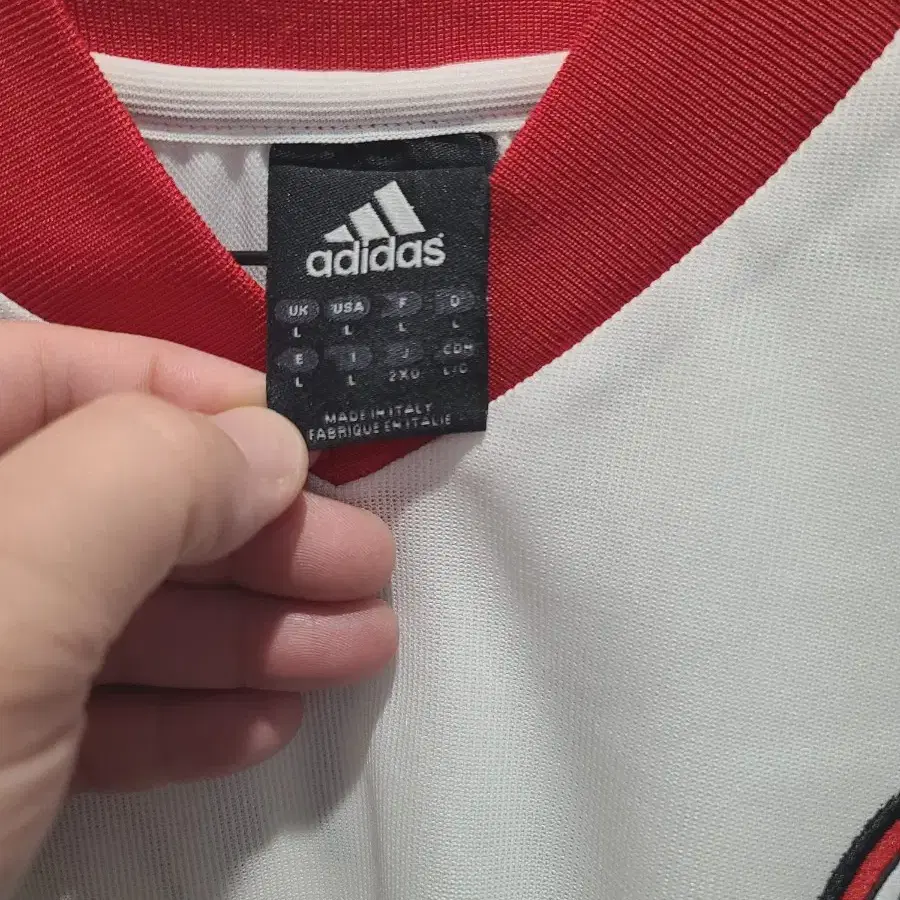 adidas
UK USA F D
L L L L
E I J CDN
L L 2XO L/G
MADE IN ITALY
FABRIQUE EN ITALIE